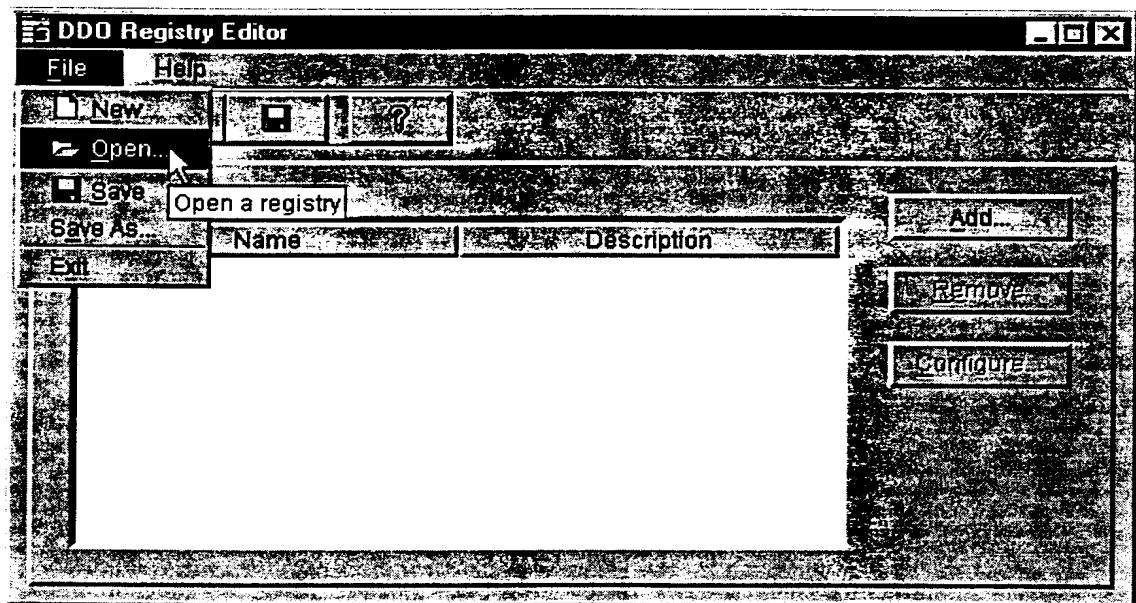 DDO Registry Editor
File Help
New
?
Open...
Save
Open a registry
Save As...
Name Description
Add...
Exit
Remove...
Configure...